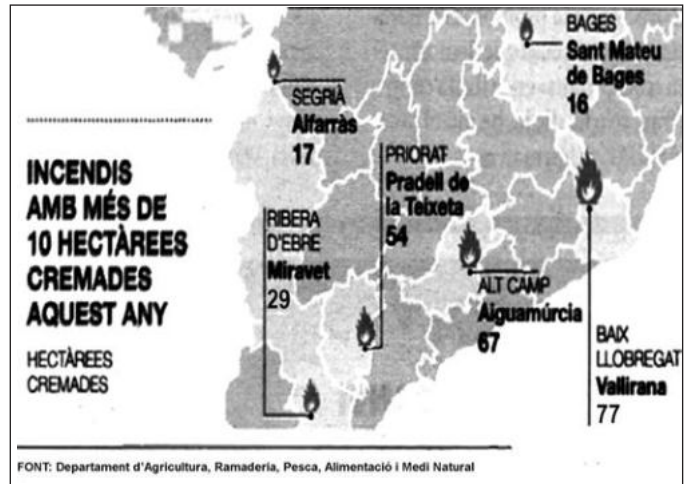 INCENDIS
AMB MÉS DE
10 HECTÀREES
CREMADES
AQUEST ANY
HECTÀREES
CREMADES
SEGRIÀ
Alfarràs
17
BAGES
Sant Mateu
de Bages
16
PRIORAT
Pradell de
la Teixeta
54
RIBERA
D'EBRE
Miravet
29
ALT CAMP
Aiguamúrcia
67
BAIX
LLOBREGAT
Vallirana
77
FONT: Departament d'Agricultura, Ramaderia, Pesca, Alimentació i Medi Natural